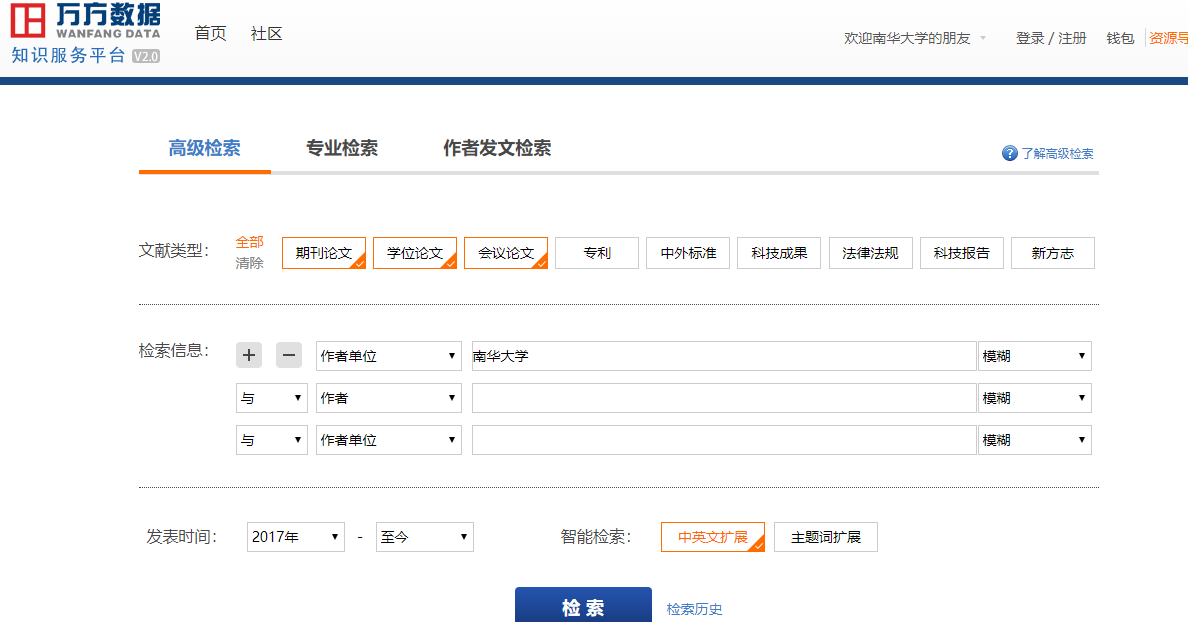 万方数据
WANFANG DATA
知识服务平台 V2.0
首页 社区
欢迎南华大学的朋友 登录 / 注册 钱包 资源导
高级检索 专业检索 作者发文检索
? 了解高级检索
文献类型： 全部 清除 期刊论文 学位论文 会议论文 专利 中外标准 科技成果 法律法规 科技报告 新方志
检索信息： + − 作者单位 南华大学 模糊
与 作者 模糊
与 作者单位 模糊
发表时间： 2017年 - 至今 智能检索： 中英文扩展 主题词扩展
检 索 检索历史